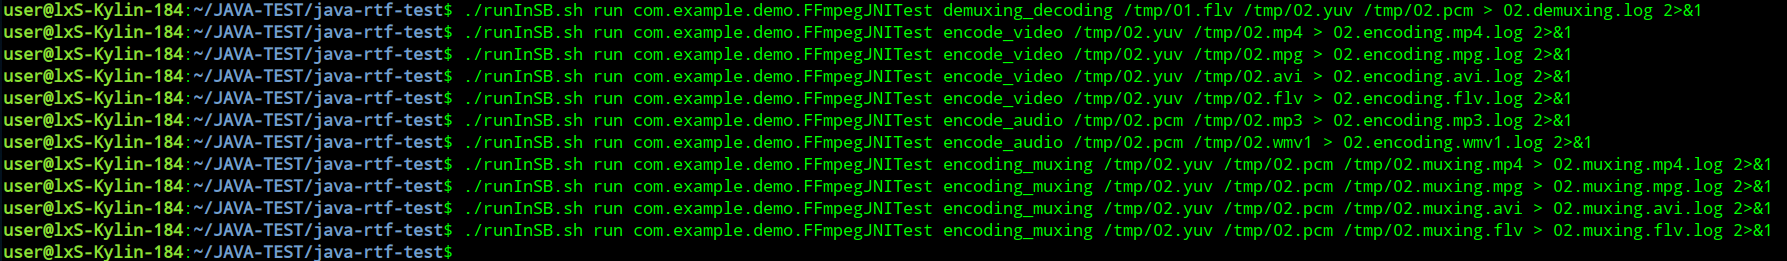 user@lxS-Kylin-184:~/JAVA-TEST/java-rtf-test$ ./runInSB.sh run com.example.demo.FFmpegJNITest demuxing_decoding /tmp/01.flv /tmp/02.yuv /tmp/02.pcm > 02.demuxing.log 2>&1
user@lxS-Kylin-184:~/JAVA-TEST/java-rtf-test$ ./runInSB.sh run com.example.demo.FFmpegJNITest encode_video /tmp/02.yuv /tmp/02.mp4 > 02.encoding.mp4.log 2>&1
user@lxS-Kylin-184:~/JAVA-TEST/java-rtf-test$ ./runInSB.sh run com.example.demo.FFmpegJNITest encode_video /tmp/02.yuv /tmp/02.mpg > 02.encoding.mpg.log 2>&1
user@lxS-Kylin-184:~/JAVA-TEST/java-rtf-test$ ./runInSB.sh run com.example.demo.FFmpegJNITest encode_video /tmp/02.yuv /tmp/02.avi > 02.encoding.avi.log 2>&1
user@lxS-Kylin-184:~/JAVA-TEST/java-rtf-test$ ./runInSB.sh run com.example.demo.FFmpegJNITest encode_video /tmp/02.yuv /tmp/02.flv > 02.encoding.flv.log 2>&1
user@lxS-Kylin-184:~/JAVA-TEST/java-rtf-test$ ./runInSB.sh run com.example.demo.FFmpegJNITest encode_audio /tmp/02.pcm /tmp/02.mp3 > 02.encoding.mp3.log 2>&1
user@lxS-Kylin-184:~/JAVA-TEST/java-rtf-test$ ./runInSB.sh run com.example.demo.FFmpegJNITest encode_audio /tmp/02.pcm /tmp/02.wmv1 > 02.encoding.wmv1.log 2>&1
user@lxS-Kylin-184:~/JAVA-TEST/java-rtf-test$ ./runInSB.sh run com.example.demo.FFmpegJNITest encoding_muxing /tmp/02.yuv /tmp/02.pcm /tmp/02.muxing.mp4 > 02.muxing.mp4.log 2>&1
user@lxS-Kylin-184:~/JAVA-TEST/java-rtf-test$ ./runInSB.sh run com.example.demo.FFmpegJNITest encoding_muxing /tmp/02.yuv /tmp/02.pcm /tmp/02.muxing.mpg > 02.muxing.mpg.log 2>&1
user@lxS-Kylin-184:~/JAVA-TEST/java-rtf-test$ ./runInSB.sh run com.example.demo.FFmpegJNITest encoding_muxing /tmp/02.yuv /tmp/02.pcm /tmp/02.muxing.avi > 02.muxing.avi.log 2>&1
user@lxS-Kylin-184:~/JAVA-TEST/java-rtf-test$ ./runInSB.sh run com.example.demo.FFmpegJNITest encoding_muxing /tmp/02.yuv /tmp/02.pcm /tmp/02.muxing.flv > 02.muxing.flv.log 2>&1
user@lxS-Kylin-184:~/JAVA-TEST/java-rtf-test$